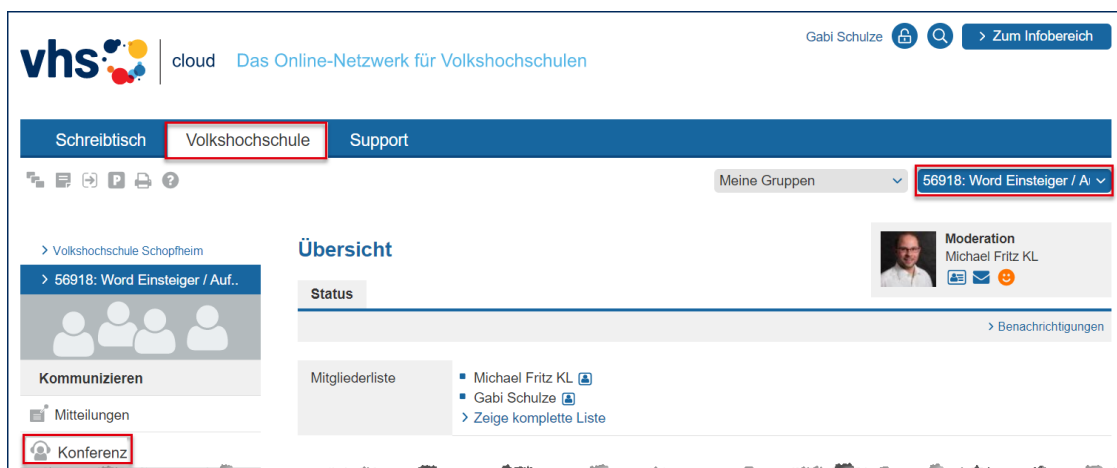 Gabi Schulze
> Zum Infobereich
vhs
cloud Das Online-Netzwerk für Volkshochschulen
Schreibtisch Volkshochschule Support
P ?
Meine Gruppen 56918: Word Einsteiger / A
> Volkshochschule Schopfheim
> 56918: Word Einsteiger / Auf..
Übersicht
Moderation
Michael Fritz KL
Status
> Benachrichtigungen
Kommunizieren
Mitteilungen
Konferenz
Mitgliederliste
Michael Fritz KL
Gabi Schulze
> Zeige komplette Liste